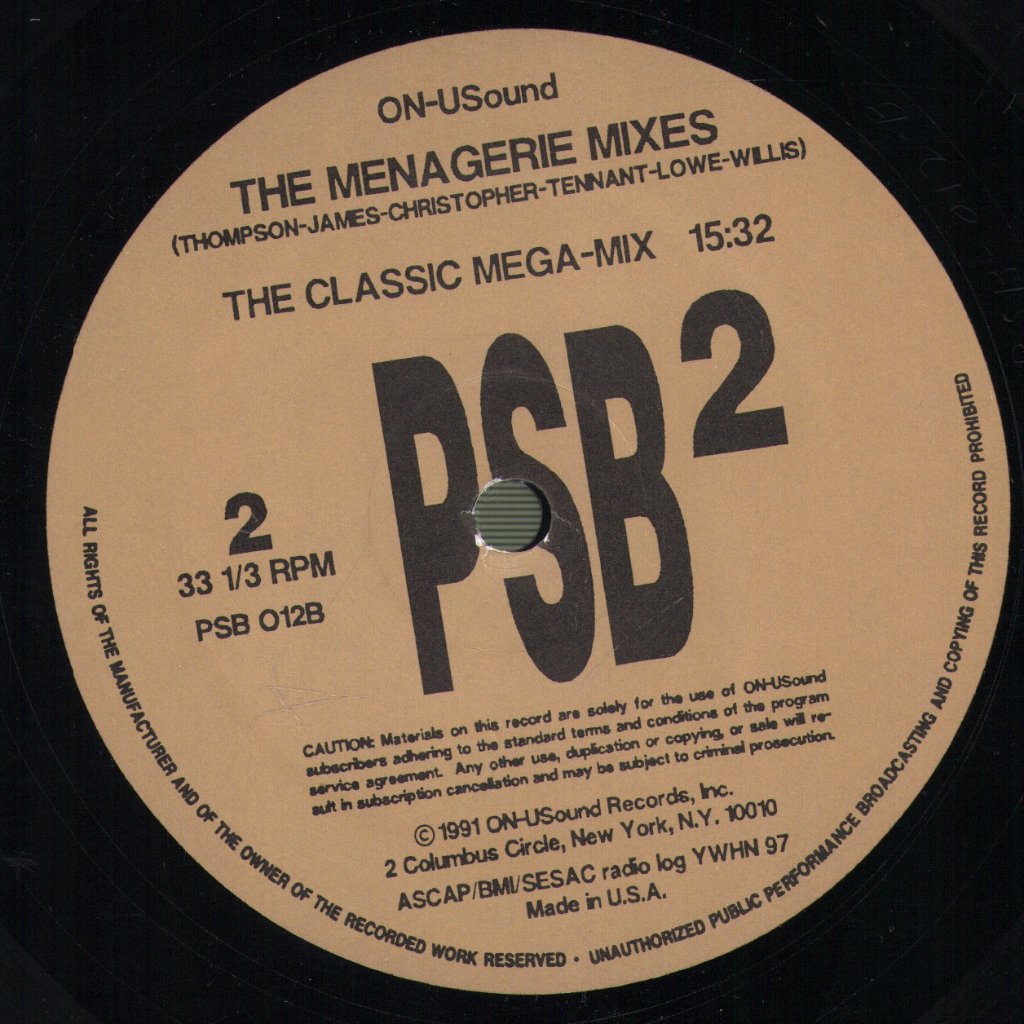 ON-USound
THE MENAGERIE MIXES
(THOMPSON-JAMES-CHRISTOPHER-TENNANT-LOWE-WILLIS)
THE CLASSIC MEGA-MIX 15:32
PSB2
2
33 1/3 RPM
PSB 012B
CAUTION: Materials on this record are solely for the use of ON-USound
subscribers adhering to the standard terms and conditions of the program
service agreement. Any other use, duplication or copying, or sale will re-
sult in subscription cancellation and may be subject to criminal prosecution.
© 1991 ON-USound Records, Inc.
2 Columbus Circle, New York, N.Y. 10010
ASCAP/BMI/SESAC radio log YWHN 97
Made in U.S.A.
ALL RIGHTS OF THE MANUFACTURER AND OF THE OWNER OF THE RECORDED WORK RESERVED · UNAUTHORIZED PUBLIC PERFORMANCE BROADCASTING AND COPYING OF THIS RECORD PROHIBITED